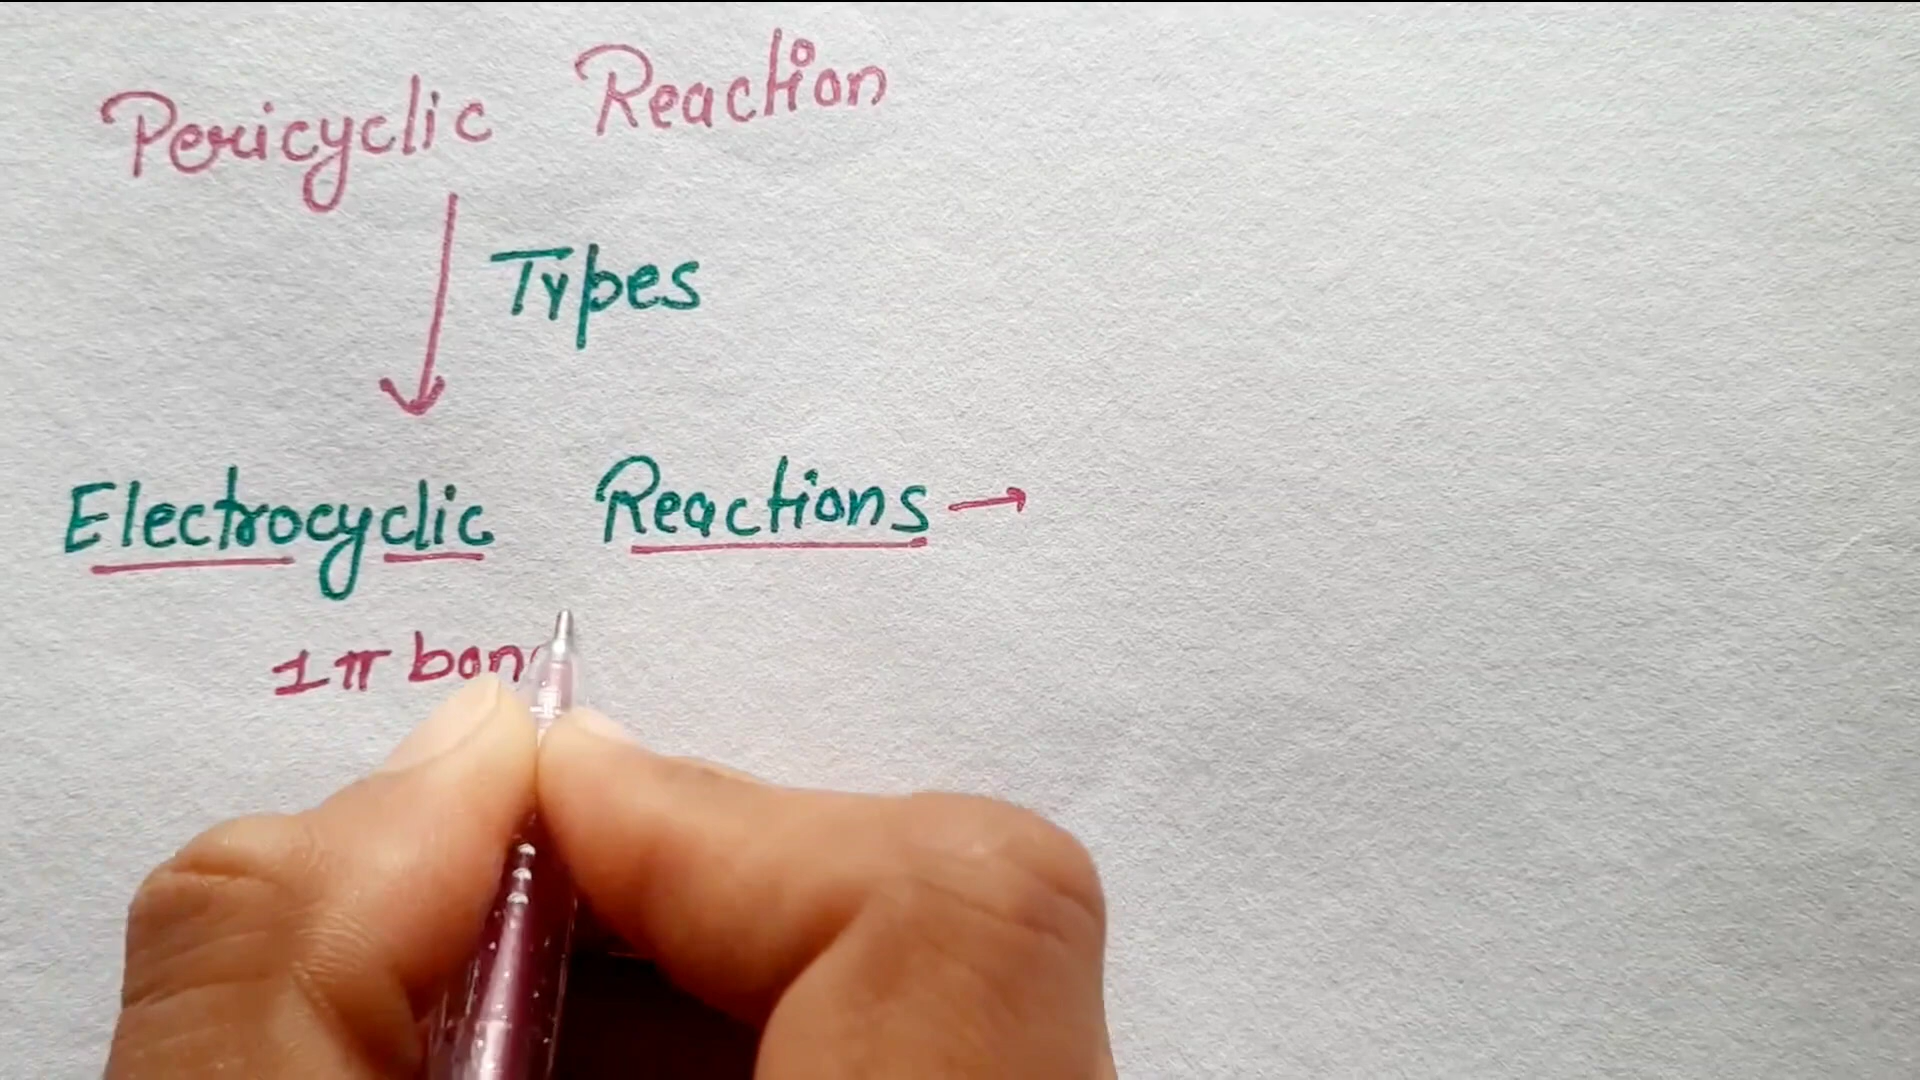 Pericyclic Reaction
Types
Electrocyclic Reactions →
1π bon